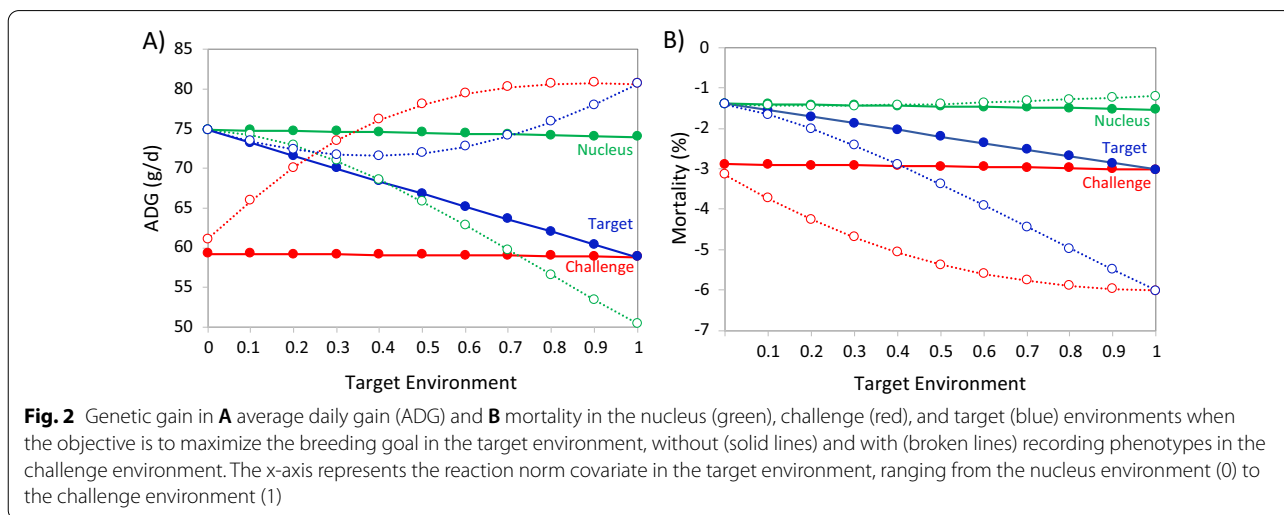 A)
85
80
75
70
65
60
55
50
ADG (g/d)
Nucleus
Target
Challenge
0 0.1 0.2 0.3 0.4 0.5 0.6 0.7 0.8 0.9 1
Target Environment
B)
0
-1
-2
-3
-4
-5
-6
-7
Mortality (%)
Nucleus
Target
Challenge
0.1 0.2 0.3 0.4 0.5 0.6 0.7 0.8 0.9 1
Target Environment
Fig. 2 Genetic gain in A average daily gain (ADG) and B mortality in the nucleus (green), challenge (red), and target (blue) environments when
the objective is to maximize the breeding goal in the target environment, without (solid lines) and with (broken lines) recording phenotypes in the
challenge environment. The x-axis represents the reaction norm covariate in the target environment, ranging from the nucleus environment (0) to
the challenge environment (1)